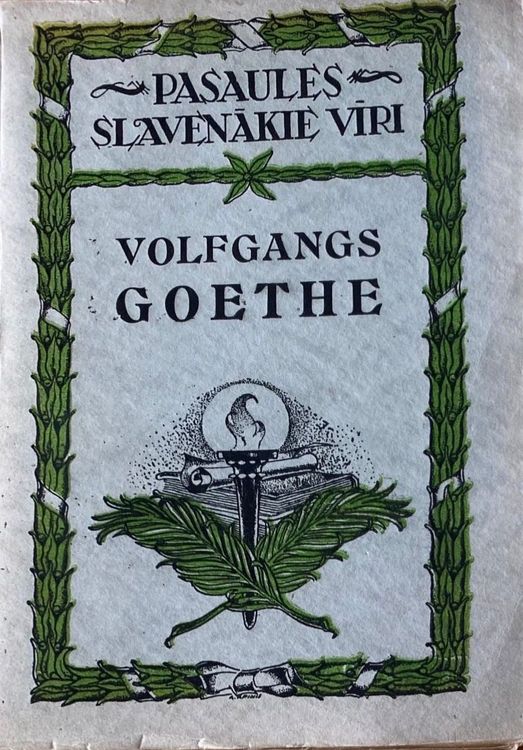 PASAULES
SLAVENĀKIE VĪRI
VOLFGANGS
GOETHE